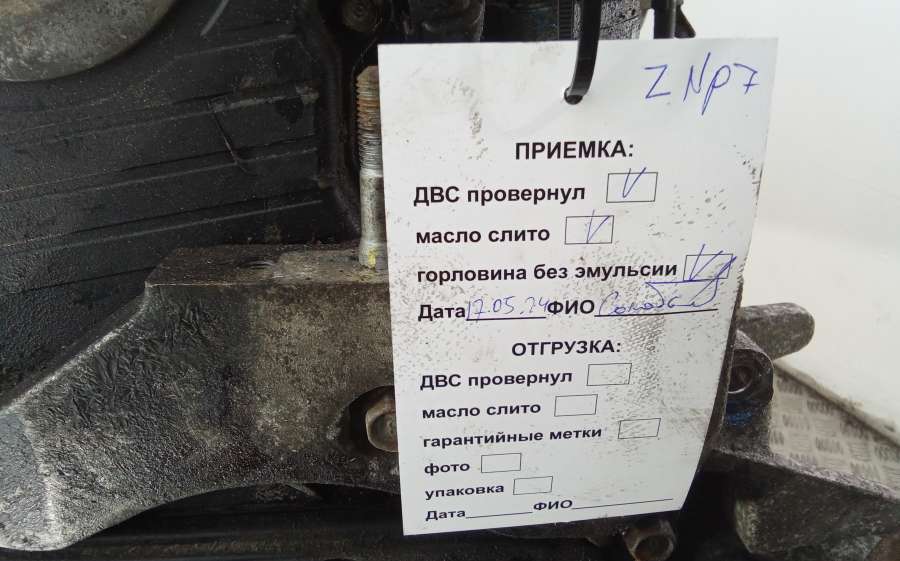 Z Np7
ПРИЕМКА:
ДВС провернул
масло слито
горловина без эмульсии
Дата 17.05.24 ФИО
ОТГРУЗКА:
ДВС провернул
масло слито
гарантийные метки
фото
упаковка
Дата ФИО